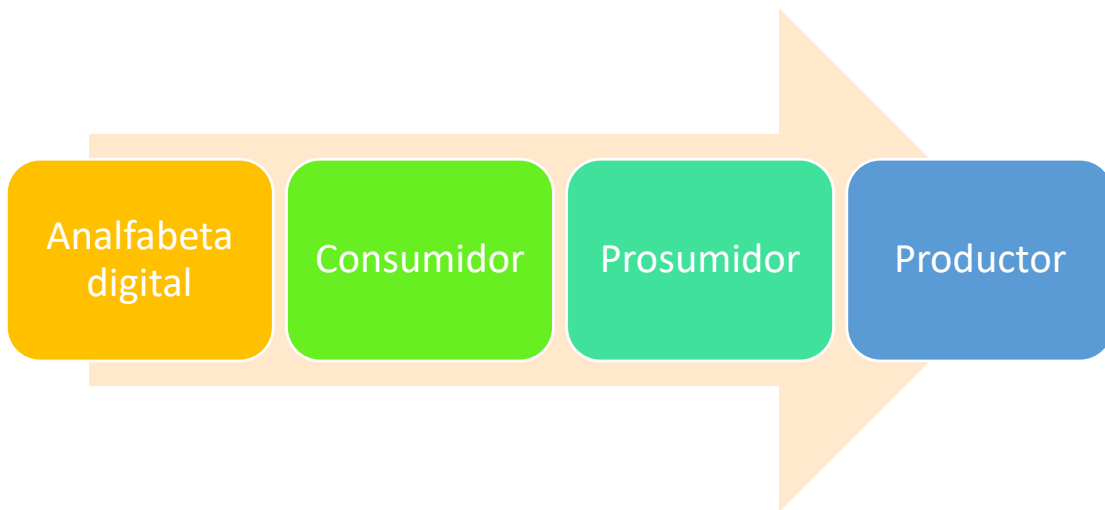 Analfabeta
digital
Consumidor
Prosumidor
Productor